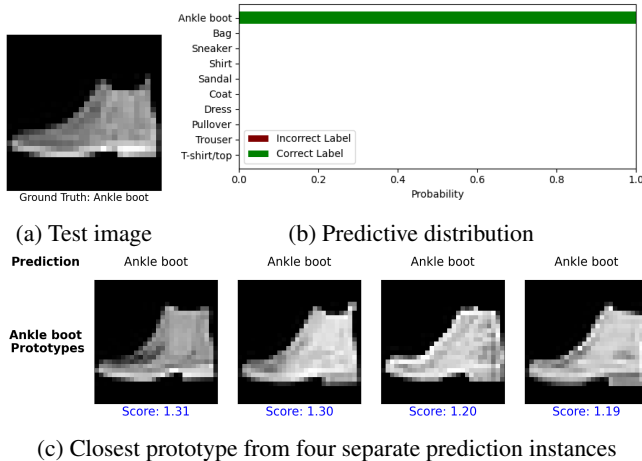 Ground Truth: Ankle boot
(a) Test image
Ankle boot
Bag
Sneaker
Shirt
Sandal
Coat
Dress
Pullover
Trouser
T-shirt/top
Incorrect Label
Correct Label
0.0 0.2 0.4 0.6 0.8 1.0
Probability
(b) Predictive distribution
Prediction Ankle boot Ankle boot Ankle boot Ankle boot
Ankle boot
Prototypes
Score: 1.31 Score: 1.30 Score: 1.20 Score: 1.19
(c) Closest prototype from four separate prediction instances